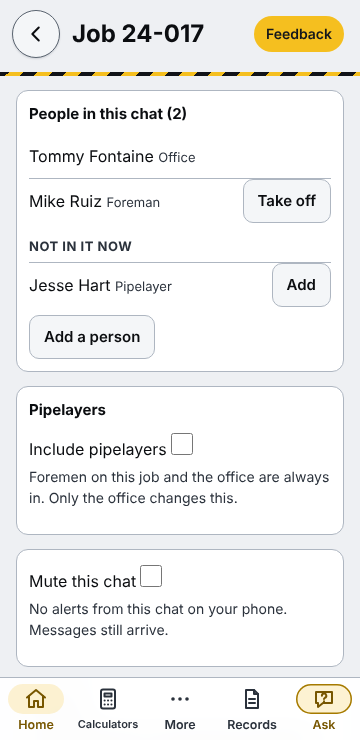 Job 24-017
Feedback
People in this chat (2)
Tommy Fontaine Office
Mike Ruiz Foreman
Take off
NOT IN IT NOW
Jesse Hart Pipelayer
Add
Add a person
Pipelayers
Include pipelayers
Foremen on this job and the office are always
in. Only the office changes this.
Mute this chat
No alerts from this chat on your phone.
Messages still arrive.
Home
Calculators
More
Records
Ask